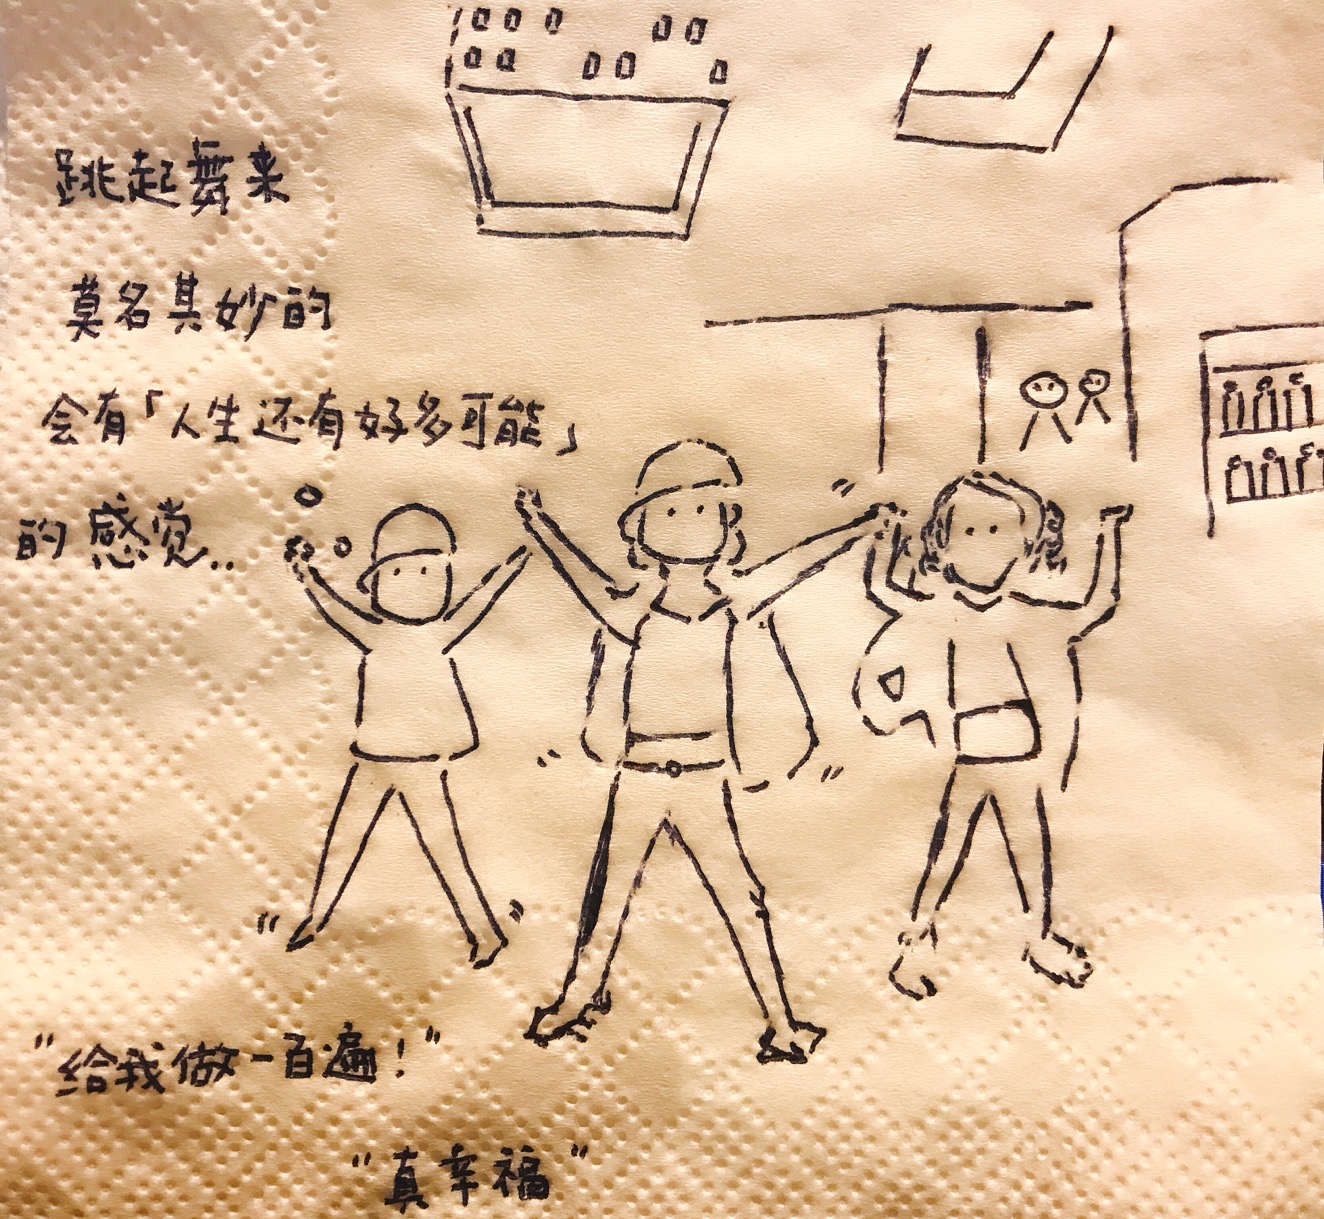 跳起舞来
莫名其妙的
会有「人生还有好多可能」
的感觉..
"给我做一百遍！"
"真幸福"